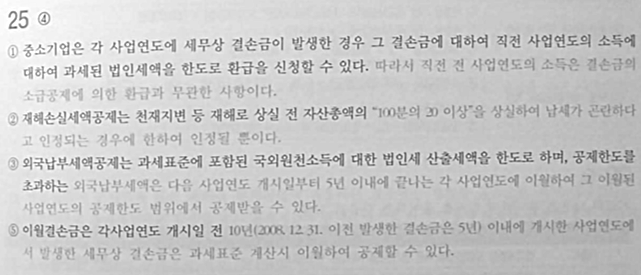 25 ④
① 중소기업은 각 사업연도에 세무상 결손금이 발생한 경우 그 결손금에 대하여 직전 사업연도의 소득에
대하여 과세된 법인세액을 한도로 환급을 신청할 수 있다. 따라서 직전 전 사업연도의 소득은 결손금의
소급공제에 의한 환급과 무관한 사항이다.
② 재해손실세액공제는 천재지변 등 재해로 상실 전 자산총액의 “100분의 20 이상”을 상실하여 납세가 곤란하다
고 인정되는 경우에 한하여 인정될 뿐이다.
③ 외국납부세액공제는 과세표준에 포함된 국외원천소득에 대한 법인세 산출세액을 한도로 하며, 공제한도를
초과하는 외국납부세액은 다음 사업연도 개시일부터 5년 이내에 끝나는 각 사업연도에 이월하여 그 이월된
사업연도의 공제한도 범위에서 공제받을 수 있다.
⑤ 이월결손금은 각사업연도 개시일 전 10년(2008. 12. 31. 이전 발생한 결손금은 5년) 이내에 개시한 사업연도에
서 발생한 세무상 결손금은 과세표준 계산시 이월하여 공제할 수 있다.